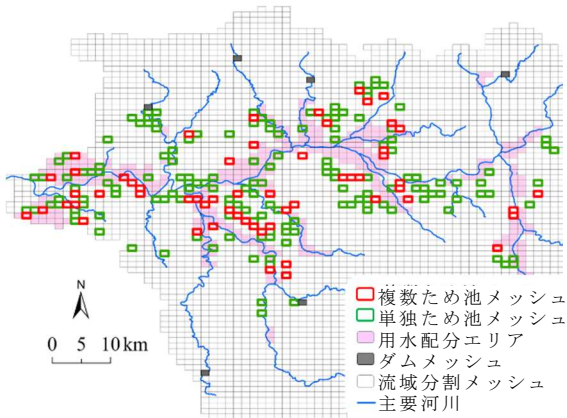 N
0 5 10km
複数ため池メッシュ
単独ため池メッシュ
用水配分エリア
ダムメッシュ
流域分割メッシュ
主要河川